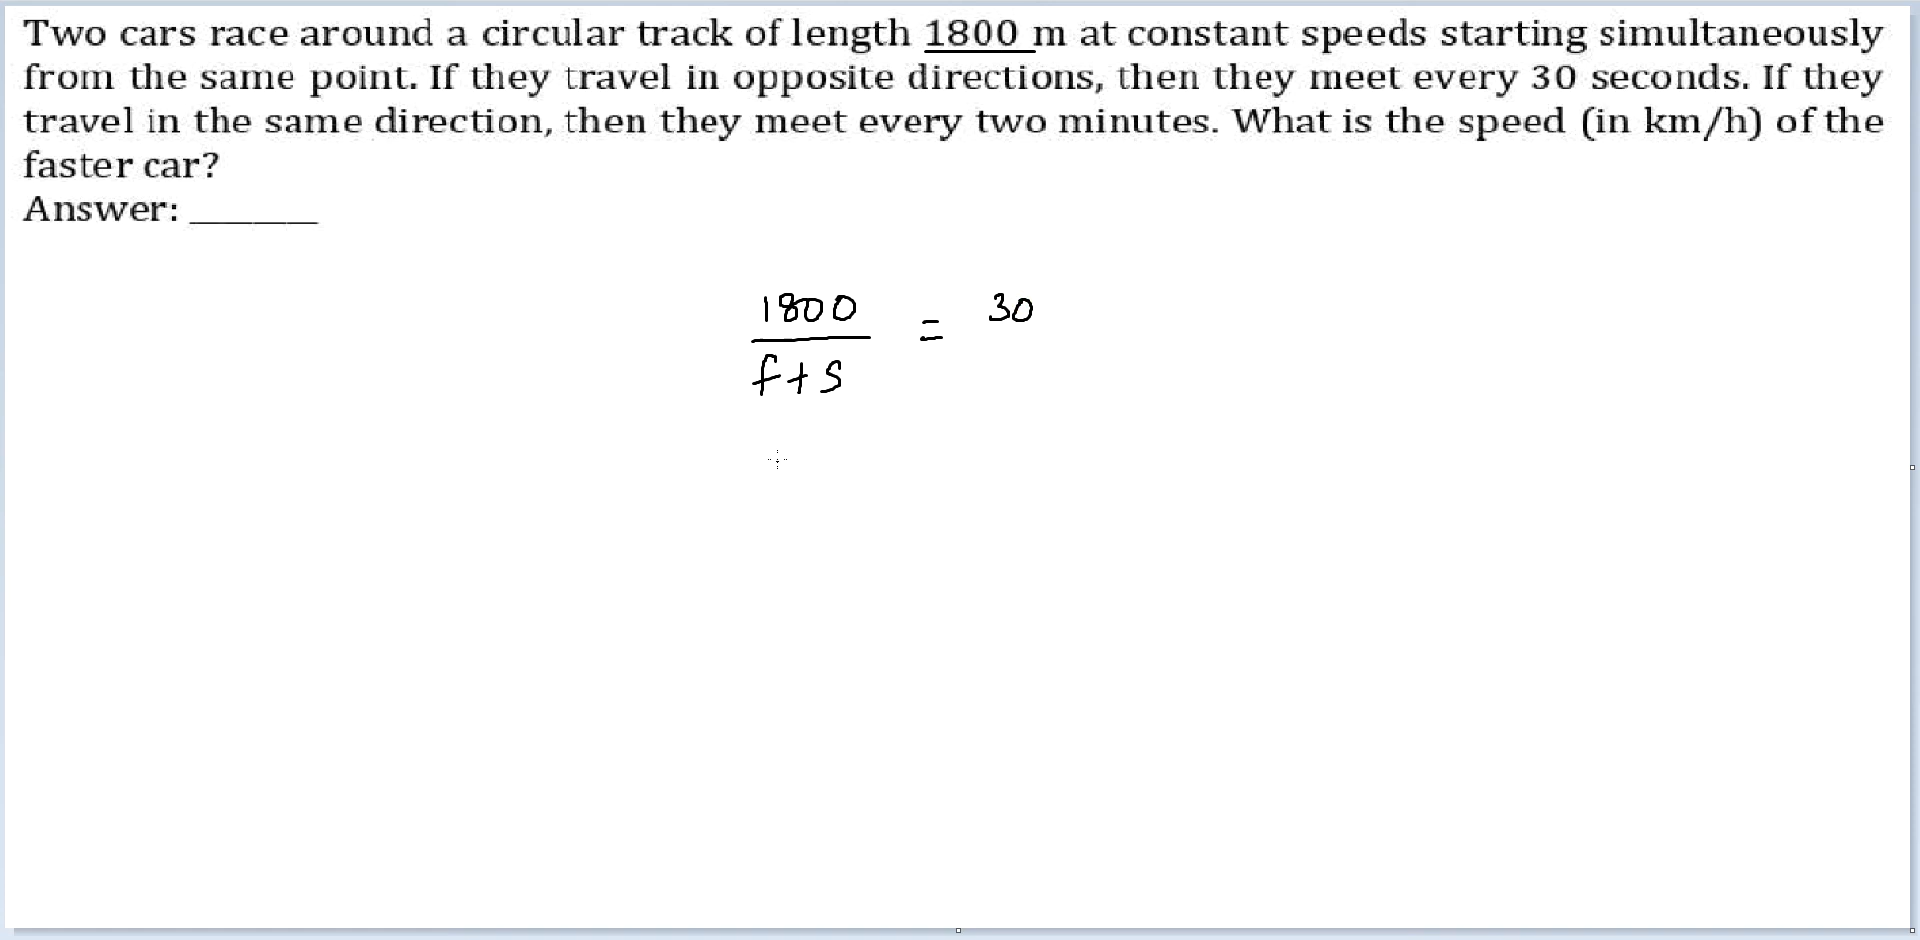 Two cars race around a circular track of length 1800 m at constant speeds starting simultaneously
from the same point. If they travel in opposite directions, then they meet every 30 seconds. If they
travel in the same direction, then they meet every two minutes. What is the speed (in km/h) of the
faster car?
Answer: ______
1800
= 30
f+s